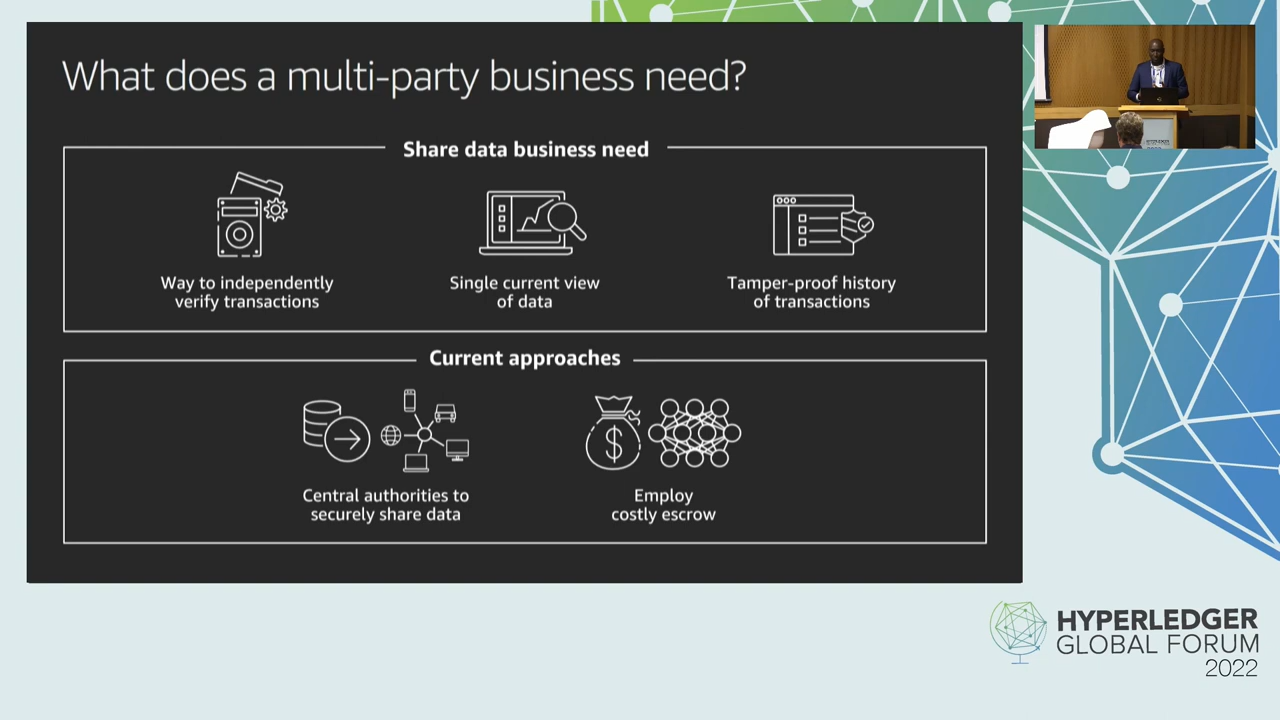 What does a multi-party business need?
Share data business need
Way to independently
verify transactions
Single current view
of data
Tamper-proof history
of transactions
Current approaches
$
Central authorities to
securely share data
Employ
costly escrow
HYPERLEDGER
GLOBAL FORUM
2022